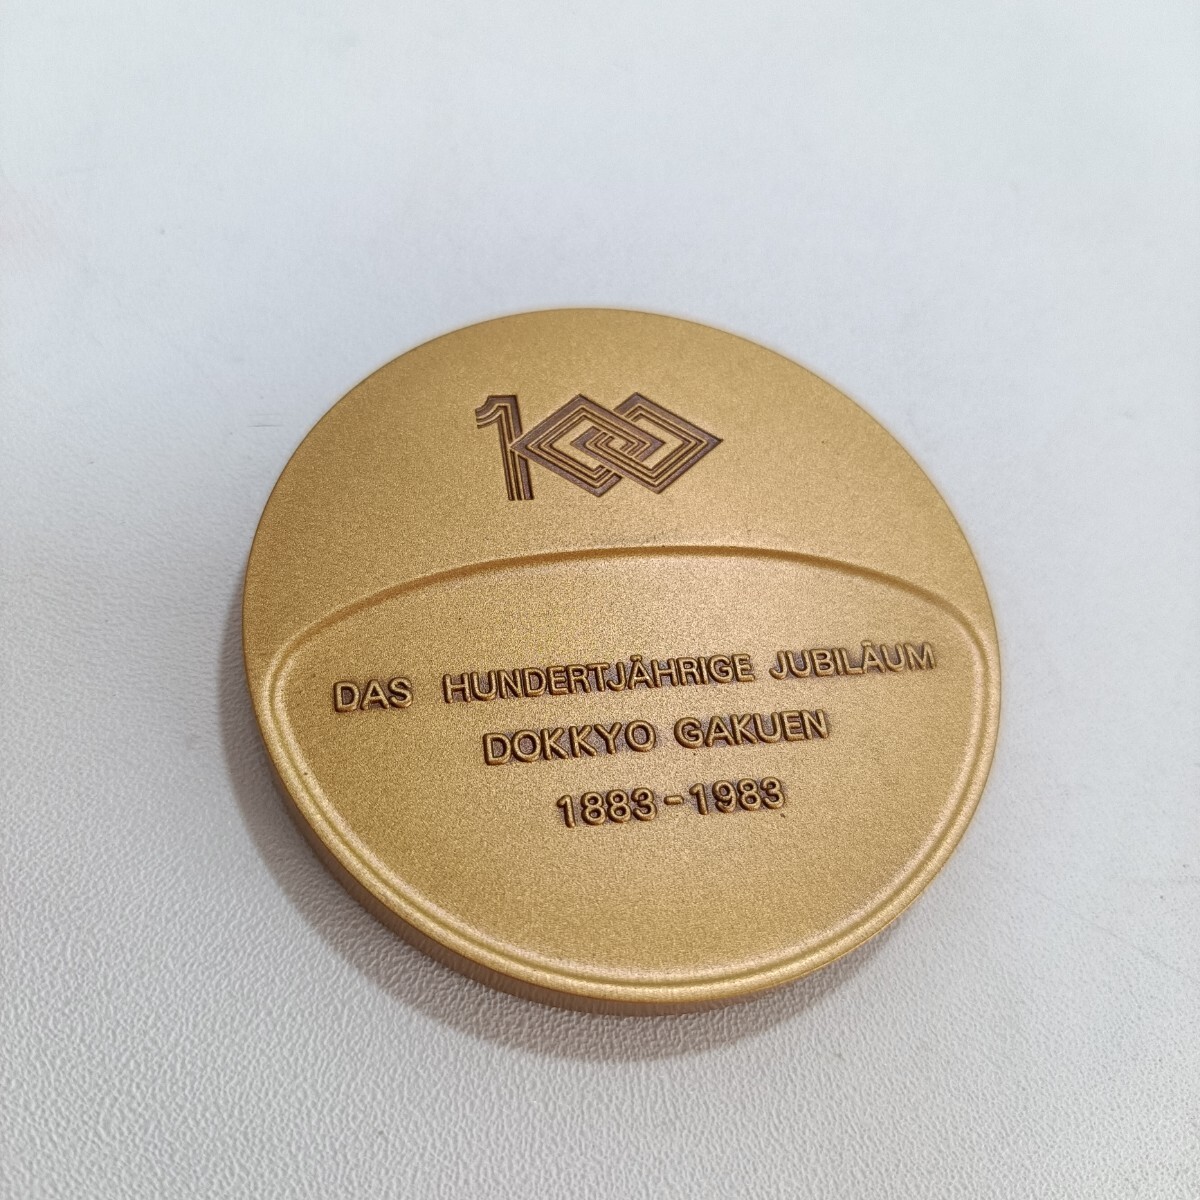 100
DAS HUNDERTJÄHRIGE JUBILÄUM
DOKKYO GAKUEN
1883-1983